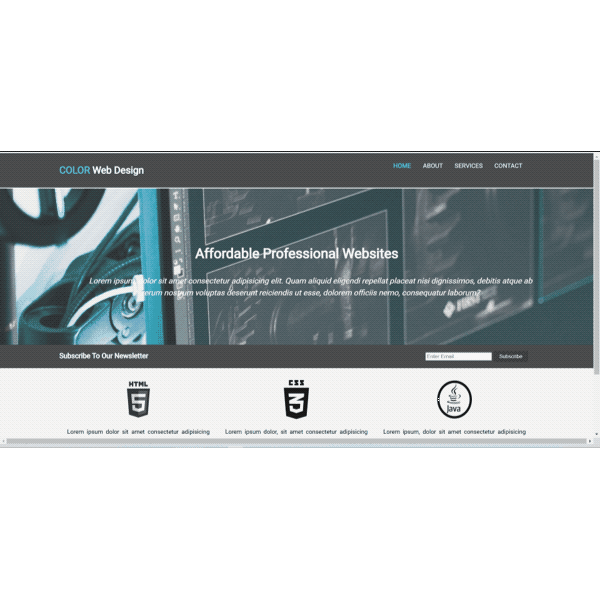 COLOR Web Design
HOME ABOUT SERVICES CONTACT
Affordable Professional Websites
Lorem ipsum dolor sit amet consectetur adipisicing elit. Quam aliquid eligendi repellat placeat nisi dignissimos, debitis atque ab
rerum nostrum voluptas deserunt reiciendis ut esse, dolorem officiis nemo, consequatur laborum?
Subscribe To Our Newsletter
Enter Email
Subscribe
HTML
5
CSS
3
Java
Lorem ipsum dolor sit amet consectetur adipisicing
Lorem ipsum dolor, sit amet consectetur adipisicing
Lorem ipsum, dolor sit amet consectetur adipisicing